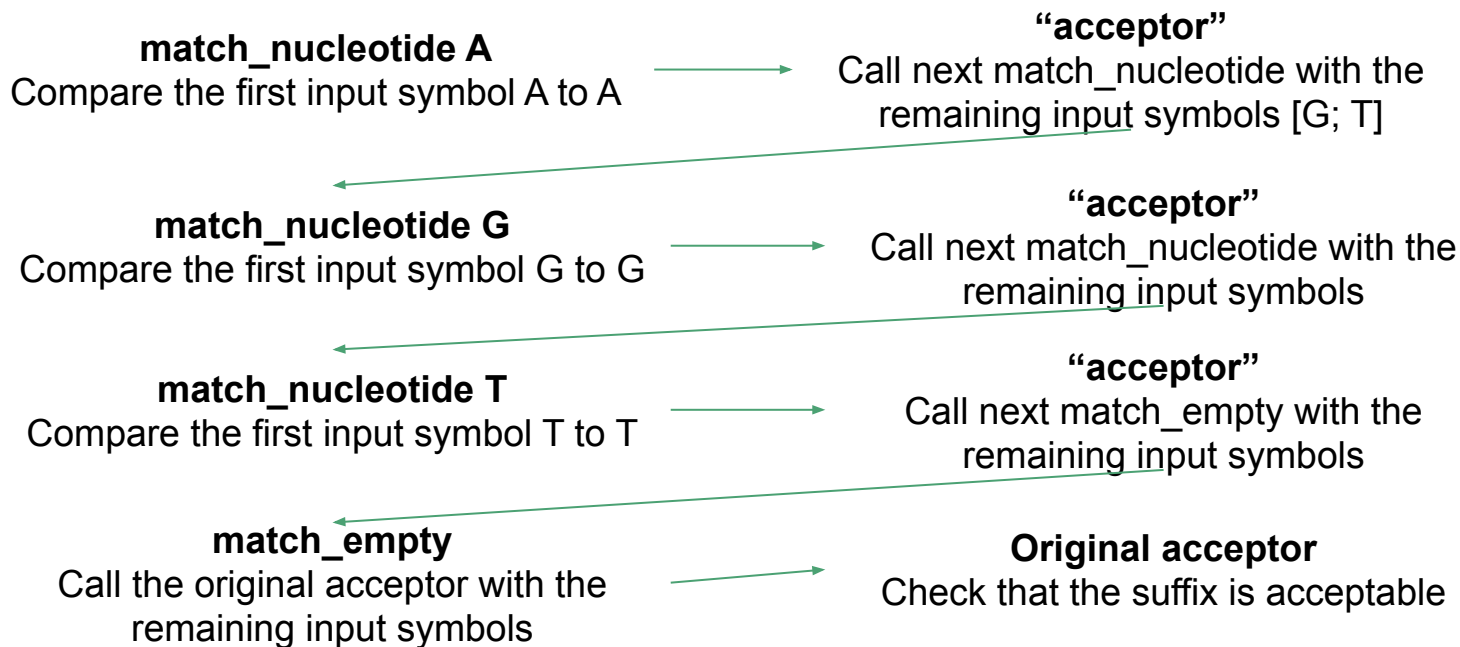 match_nucleotide A
Compare the first input symbol A to A
“acceptor”
Call next match_nucleotide with the
remaining input symbols [G; T]
match_nucleotide G
Compare the first input symbol G to G
“acceptor”
Call next match_nucleotide with the
remaining input symbols
match_nucleotide T
Compare the first input symbol T to T
“acceptor”
Call next match_empty with the
remaining input symbols
match_empty
Call the original acceptor with the
remaining input symbols
Original acceptor
Check that the suffix is acceptable